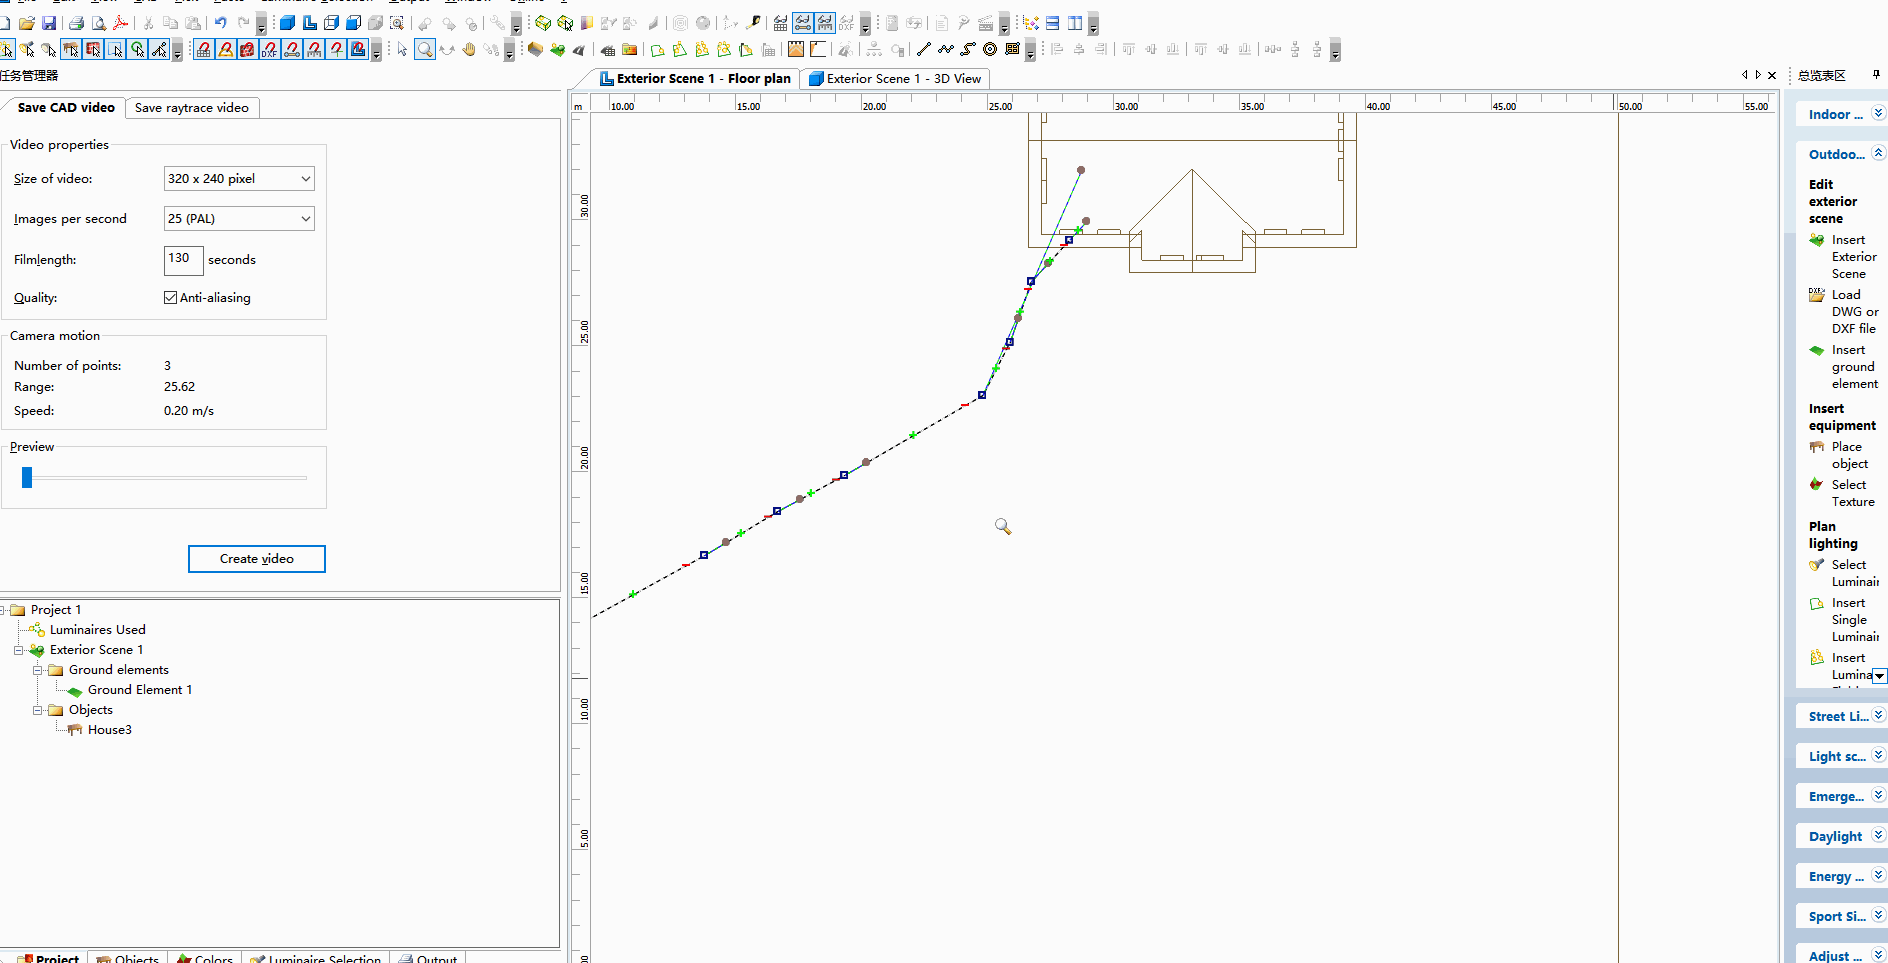 任务管理器
Save CAD video
Save raytrace video
Video properties
Size of video:
320 x 240 pixel
Images per second
25 (PAL)
Filmlength:
130
seconds
Quality:
Anti-aliasing
Camera motion
Number of points:
3
Range:
25.62
Speed:
0.20 m/s
Preview
Create video
Project 1
Luminaires Used
Exterior Scene 1
Ground elements
Ground Element 1
Objects
House3
Project
Objects
Colors
Luminaire Selection
Output
Exterior Scene 1 - Floor plan
Exterior Scene 1 - 3D View
m
10.00
15.00
20.00
25.00
30.00
35.00
40.00
45.00
50.00
55.00
30.00
25.00
20.00
15.00
10.00
5.00
DXF
DXF
总览表区
Indoor ...
Outdoo...
Edit
exterior
scene
Insert
Exterior
Scene
Load
DWG or
DXF file
Insert
ground
element
Insert
equipment
Place
object
Select
Texture
Plan
lighting
Select
Luminair
Insert
Single
Luminair
Insert
Lumina
Street Li...
Light sc...
Emerge...
Daylight
Energy ...
Sport Si...
Adjust ...